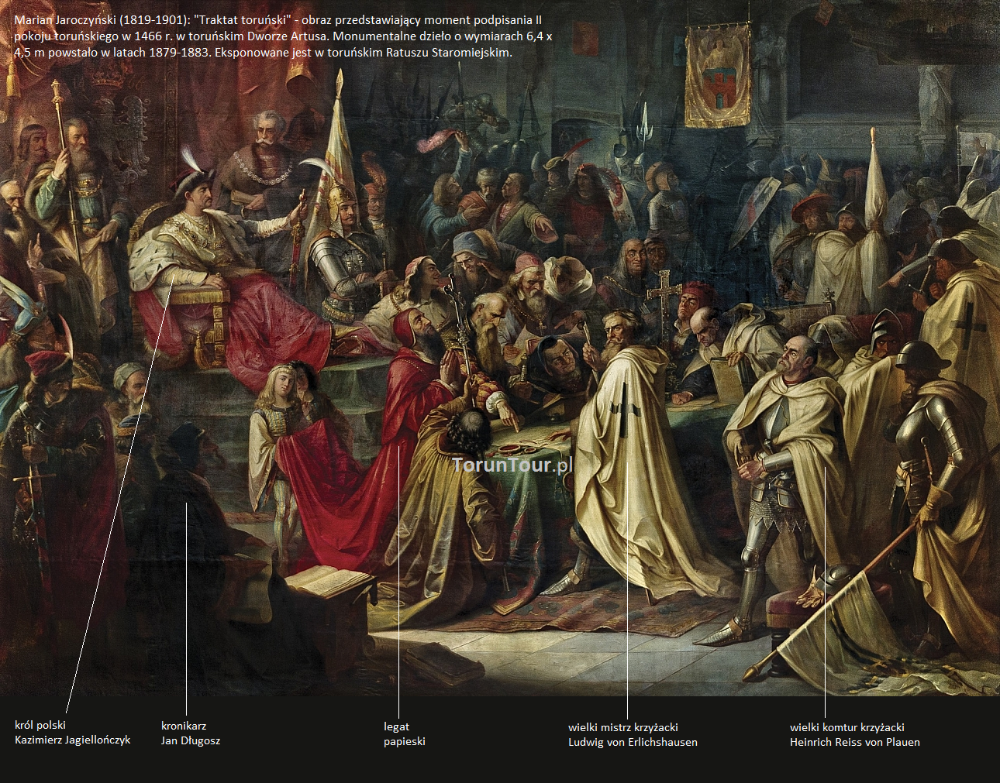 Marian Jaroczyński (1819-1901): "Traktat toruński" - obraz przedstawiający moment podpisania II
pokoju toruńskiego w 1466 r. w toruńskim Dworze Artusa. Monumentalne dzieło o wymiarach 6,4 x
4,5 m powstało w latach 1879-1883. Eksponowane jest w toruńskim Ratuszu Staromiejskim.
TorunTour.pl
król polski
Kazimierz Jagiellończyk
kronikarz
Jan Długosz
legat
papieski
wielki mistrz krzyżacki
Ludwig von Erlichshausen
wielki komtur krzyżacki
Heinrich Reiss von Plauen